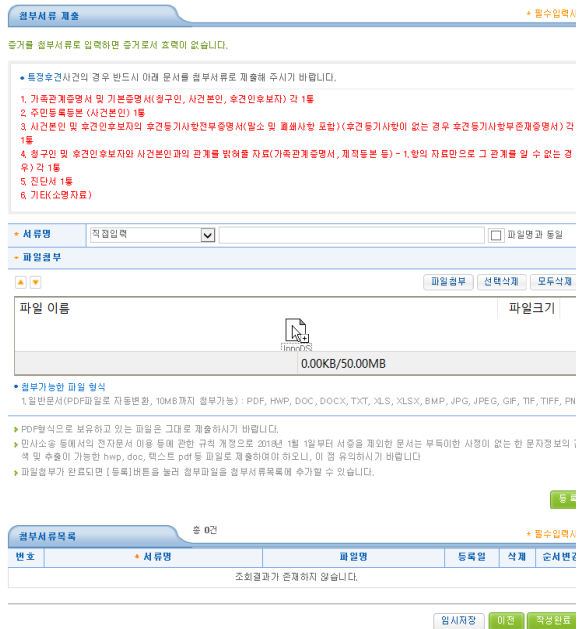 첨부서류 제출
* 필수입력사
증거를 첨부서류로 입력하면 증거로서 효력이 없습니다.
• 특정후견사건의 경우 반드시 아래 문서를 첨부서류로 제출해 주시기 바랍니다.
1. 가족관계증명서 및 기본증명서(청구인, 사건본인, 후견인후보자) 각 1통
2. 주민등록등본 (사건본인) 1통
3. 사건본인 및 후견인후보자의 후견등기사항전부증명서(말소 및 폐쇄사항 포함)(후견등기사항이 없는 경우 후견등기사항부존재증명서) 각
1통
4. 청구인 및 후견인후보자와 사건본인과의 관계를 밝혀줄 자료(가족관계증명서, 제적등본 등) - 1.항의 자료만으로 그 관계를 알 수 없는 경
우) 각 1통
5. 진단서 1통
6. 기타(소명자료)
* 서류명 직접입력 파일명과 동일
* 파일첨부
파일첨부 선택삭제 모두삭제
파일 이름 파일크기
InnoDS
0.00KB/50.00MB
• 첨부가능한 파일 형식
1.일반문서(PDF파일로 자동변환, 10MB까지 첨부가능) : PDF, HWP, DOC, DOCX, TXT, XLS, XLSX, BMP, JPG, JPEG, GIF, TIF, TIFF, PN
PDF형식으로 보유하고 있는 파일은 그대로 제출하시기 바랍니다.
민사소송 등에서의 전자문서 이용 등에 관한 규칙 개정으로 2018년 1월 1일부터 서증을 제외한 문서는 부득이한 사정이 없는 한 문자정보의 검
색 및 추출이 가능한 hwp, doc, 텍스트 pdf 등 파일로 제출하여야 하오니, 이 점 유의하시기 바랍니다
파일첨부가 완료되면 [등록]버튼을 눌러 첨부파일을 첨부서류목록에 추가할 수 있습니다.
등록
첨부서류목록 총 0건
* 필수입력사
번호 * 서류명 파일명 등록일 삭제 순서변경
조회결과가 존재하지 않습니다.
임시저장 이전 작성완료